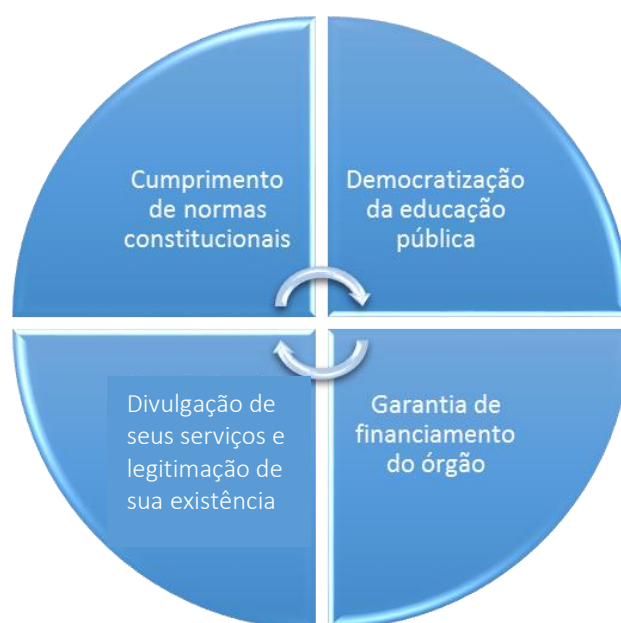 Cumprimento
de normas
constitucionais
Democratização
da educação
pública
Divulgação de
seus serviços e
legitimação de
sua existência
Garantia de
financiamento
do órgão